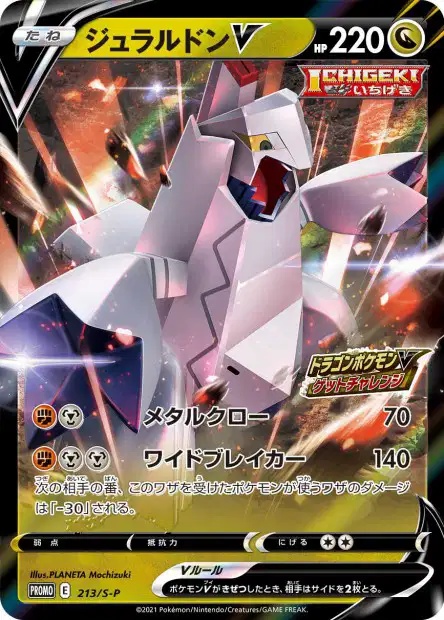 たね ジュラルドンV HP 220
ICHIGEKI
いちげき
ドラゴンポケモンV
ゲットチャレンジ
メタルクロー 70
ワイドブレイカー 140
次の相手の番、このワザを受けたポケモンが使うワザのダメージ
は「-30」される。
弱点 抵抗力 にげる
Illus.PLANETA Mochizuki
Vルール
ポケモンVがきぜつしたとき、相手はサイドを2枚とる。
PROMO E 213/S-P
©2021 Pokémon/Nintendo/Creatures/GAME FREAK.